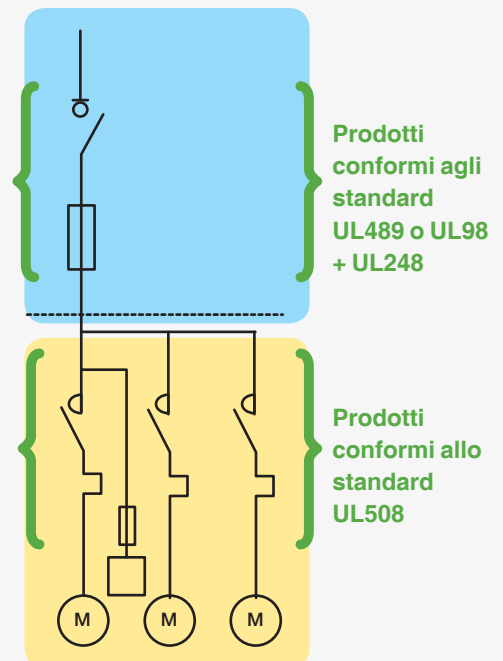 Prodotti
conformi agli
standard
UL489 o UL98
+ UL248
Prodotti
conformi allo
standard
UL508
M
M
M